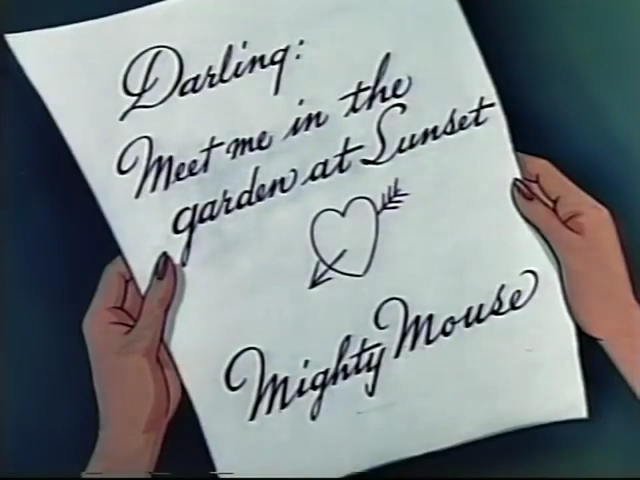 Darling:
Meet me in the
garden at Sunset
Mighty Mouse